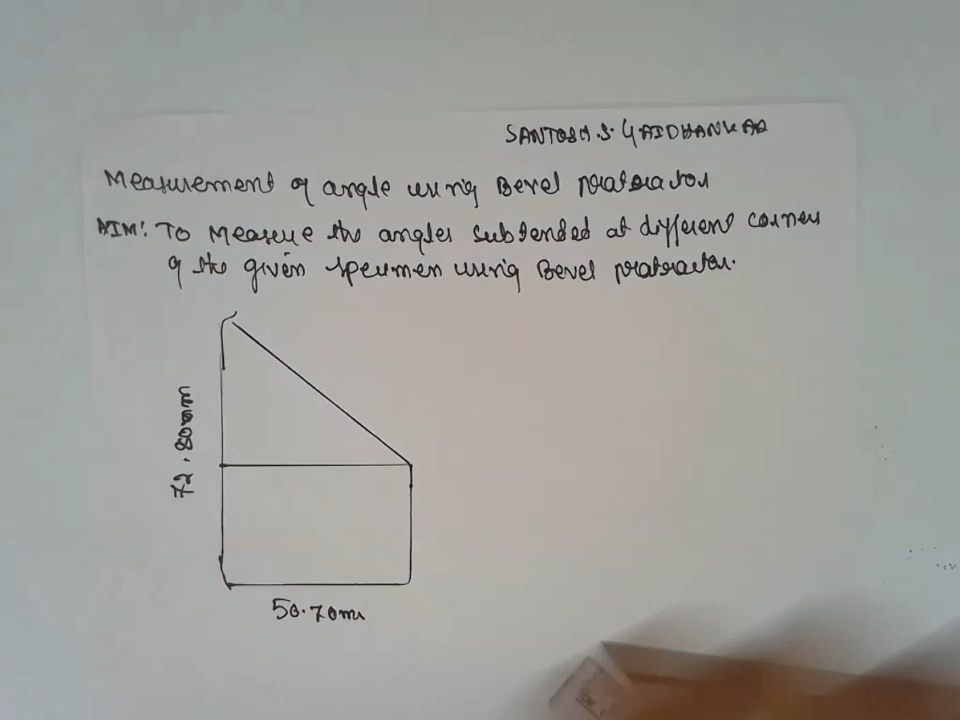 SANTOSH.S.GAIDHANKAR
Measurement of angle using Bevel protractor
AIM: To Measure the angles subtended at different corners
of the given specimen using Bevel protractor.
72.80mm
50.70mm